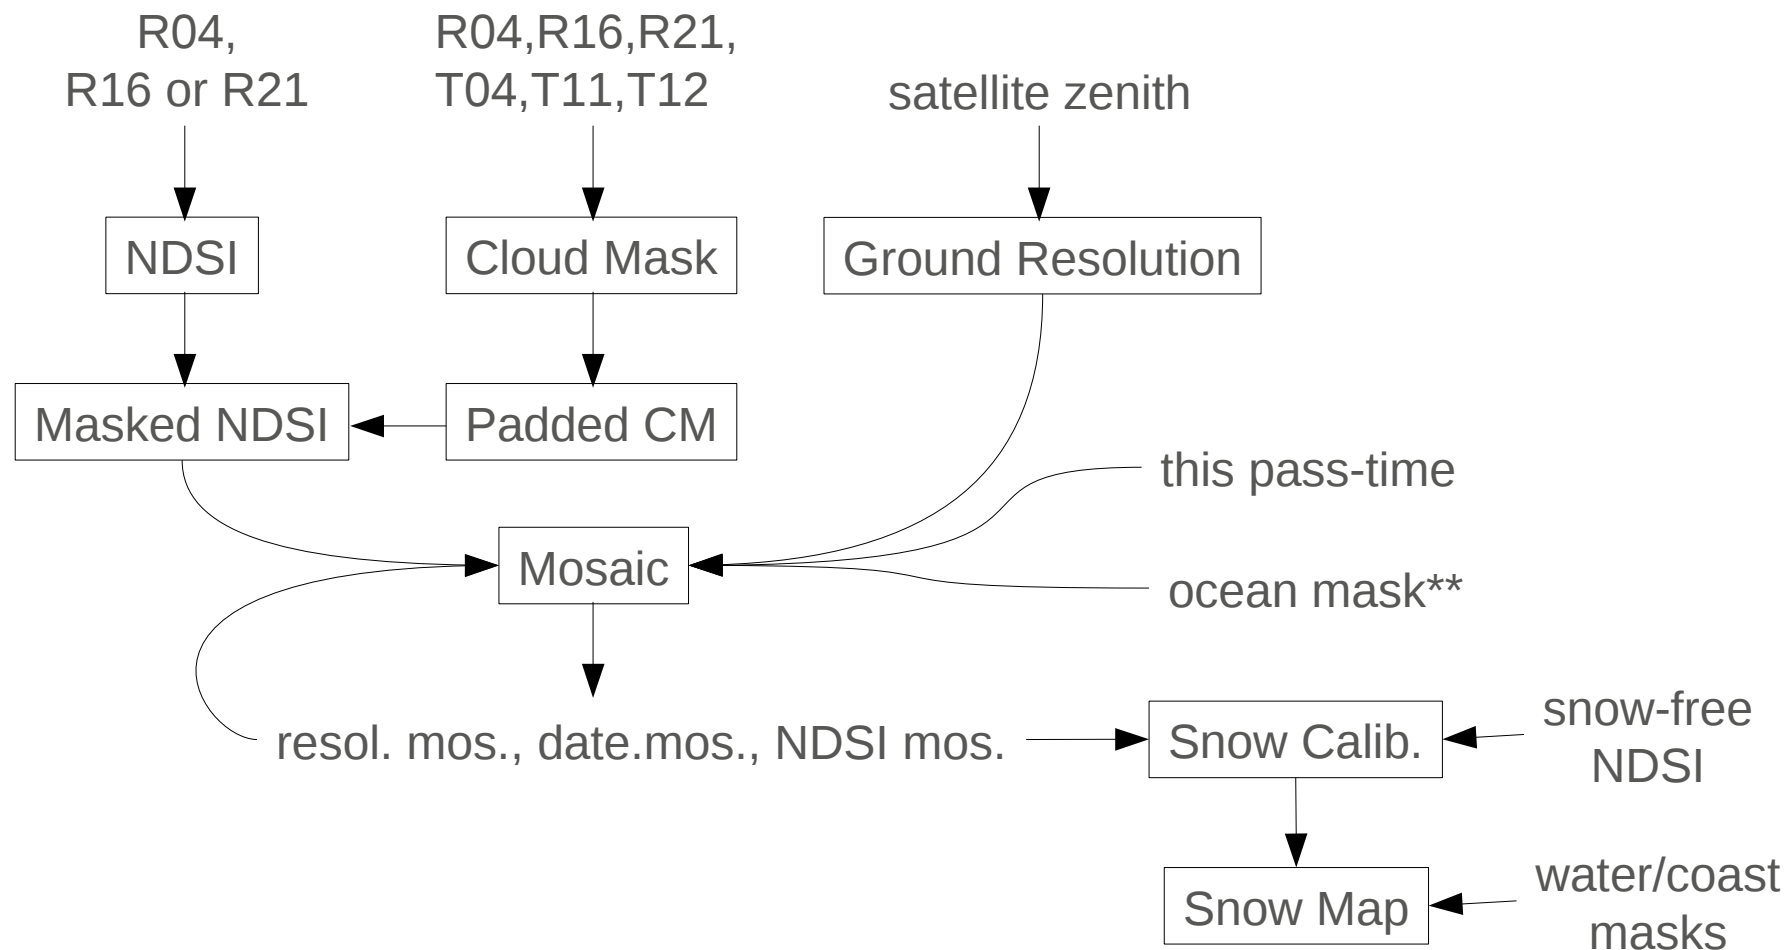 R04,
R16 or R21
R04,R16,R21,
T04,T11,T12
satellite zenith
NDSI
Cloud Mask
Ground Resolution
Masked NDSI
Padded CM
this pass-time
Mosaic
ocean mask**
resol. mos., date.mos., NDSI mos.
Snow Calib.
snow-free
NDSI
Snow Map
water/coast
masks